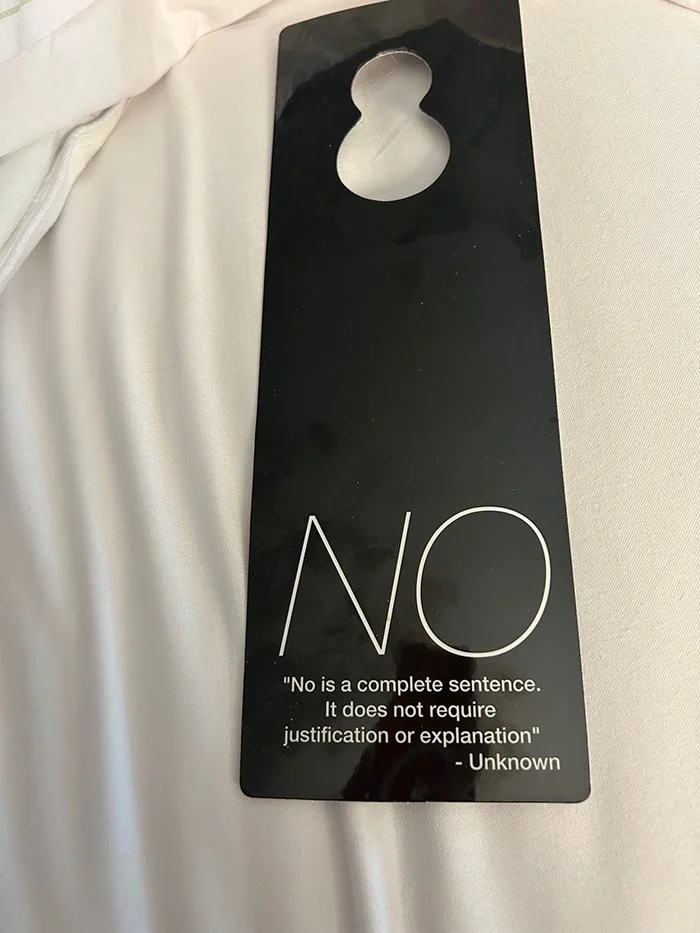 NO
"No is a complete sentence.
It does not require
justification or explanation"
- Unknown